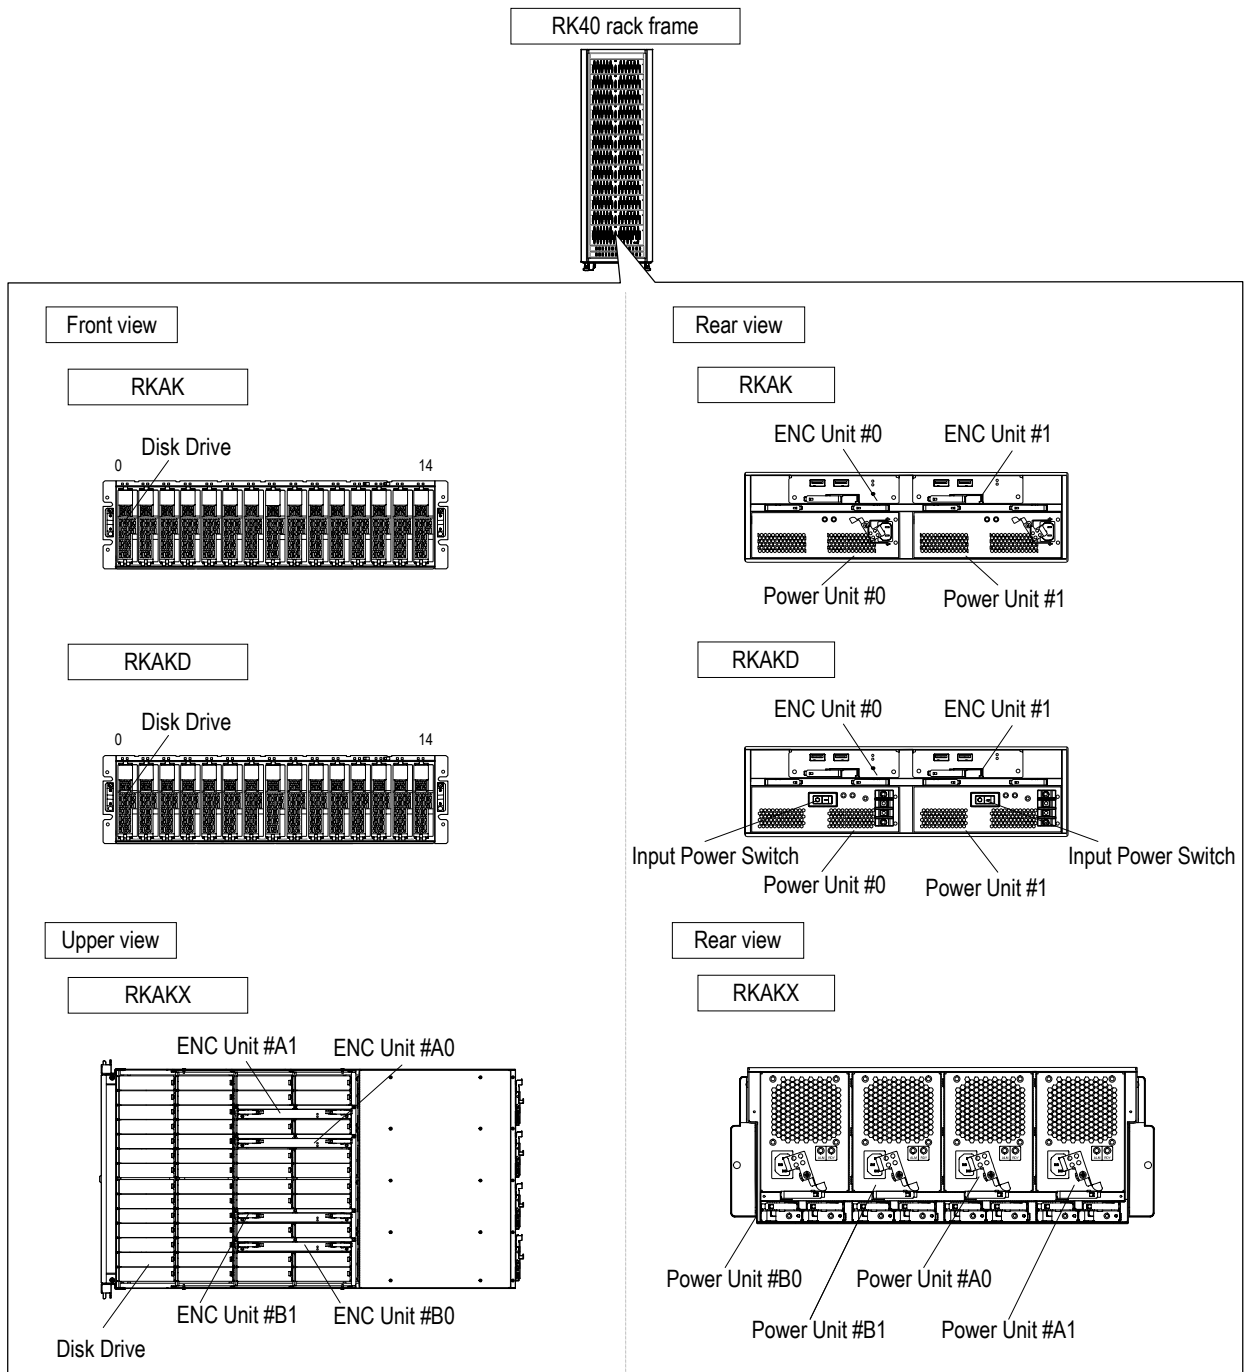 RK40 rack frame
Front view
RKAK
Disk Drive
0 14
RKAKD
Disk Drive
0 14
Upper view
RKAKX
ENC Unit #A1
ENC Unit #A0
ENC Unit #B1
ENC Unit #B0
Disk Drive
Rear view
RKAK
ENC Unit #0
ENC Unit #1
Power Unit #0
Power Unit #1
RKAKD
ENC Unit #0
ENC Unit #1
Input Power Switch
Input Power Switch
Power Unit #0
Power Unit #1
Rear view
RKAKX
Power Unit #B0
Power Unit #A0
Power Unit #B1
Power Unit #A1